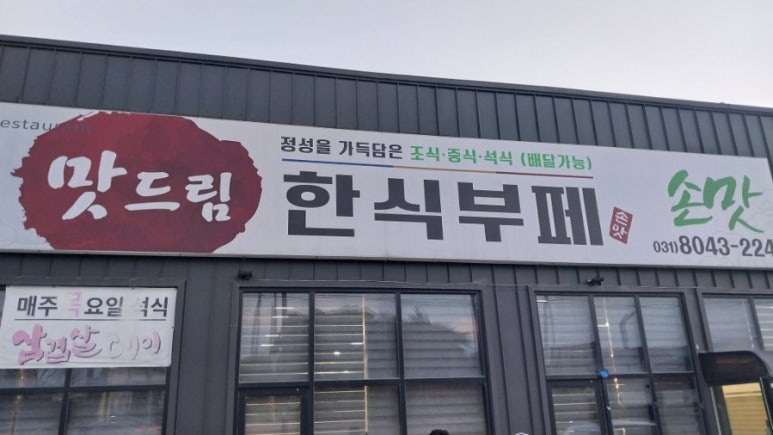 estaurant
맛드림
정성을 가득담은 조식·중식·석식 (배달가능)
한식부페
손맛
손맛
031)8043-224
매주 목요일 석식
삼겹살 데이